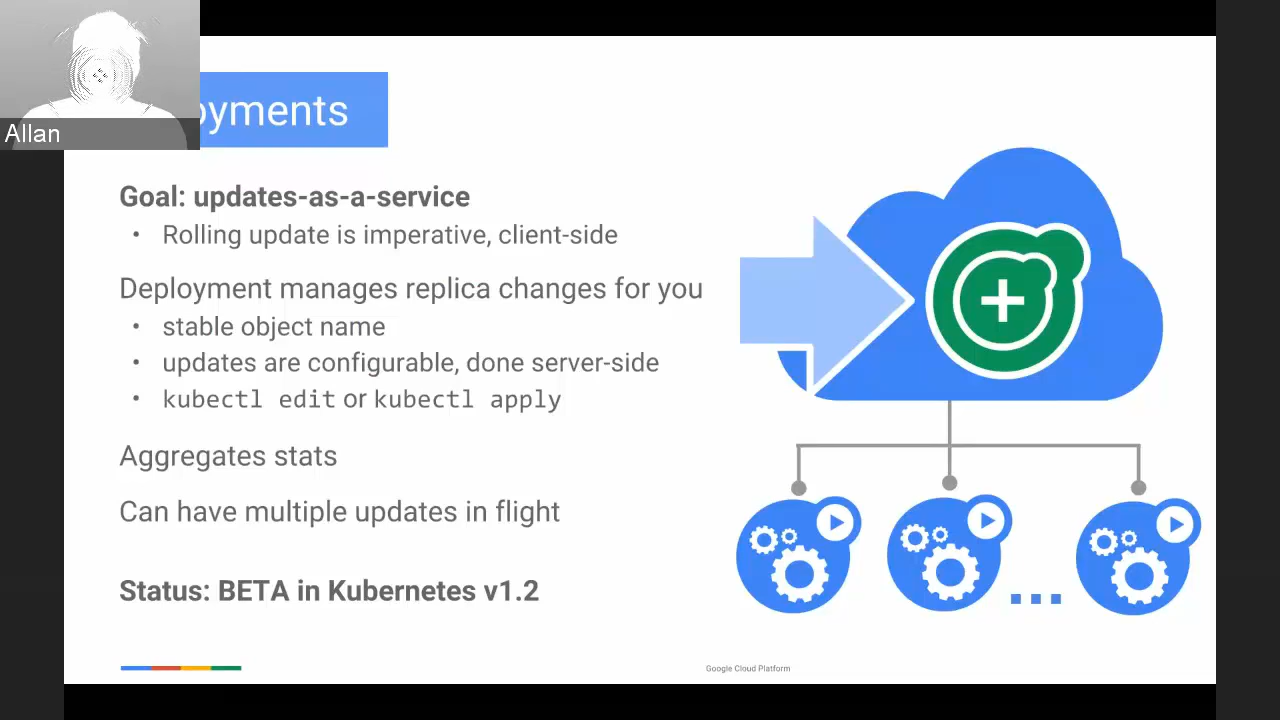 Allan
oyments
Goal: updates-as-a-service
• Rolling update is imperative, client-side
Deployment manages replica changes for you
• stable object name
• updates are configurable, done server-side
• kubectl edit or kubectl apply
Aggregates stats
Can have multiple updates in flight
Status: BETA in Kubernetes v1.2
Google Cloud Platform